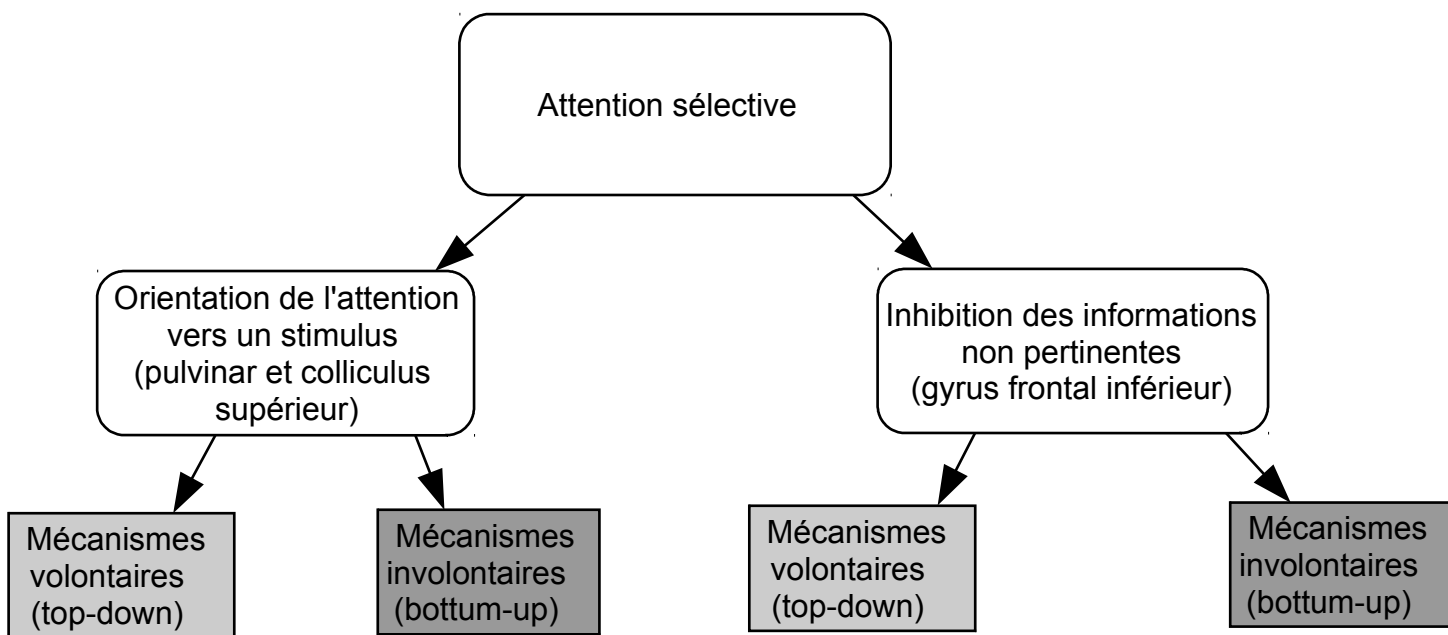 Attention sélective
Orientation de l'attention
vers un stimulus
(pulvinar et colliculus
supérieur)
Inhibition des informations
non pertinentes
(gyrus frontal inférieur)
Mécanismes
volontaires
(top-down)
Mécanismes
involontaires
(bottum-up)
Mécanismes
volontaires
(top-down)
Mécanismes
involontaires
(bottum-up)